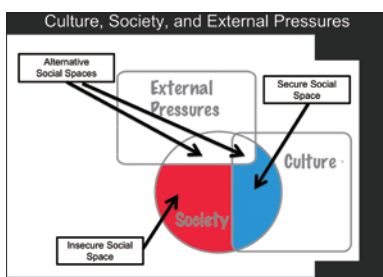 Culture, Society, and External Pressures
Alternative
Social Spaces
External
Pressures
Secure Social
Space
Culture
Society
Insecure Social
Space